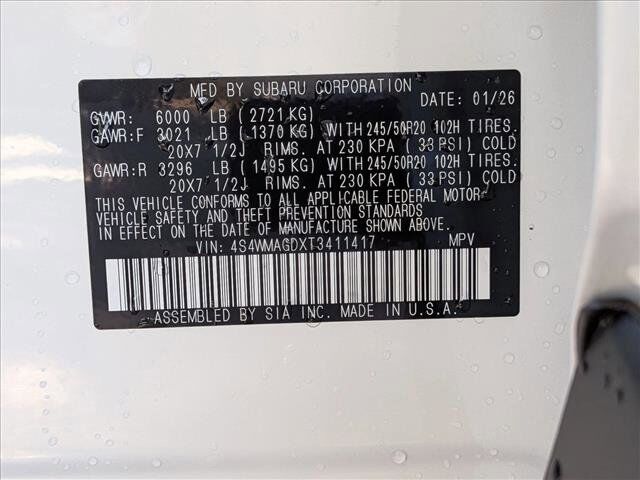 MFD BY SUBARU CORPORATION
DATE: 01/26
GVWR: 6000 LB (2721 KG)
GAWR:F 3021 LB (1370 KG) WITH 245/50R20 102H TIRES.
20X7 1/2J RIMS. AT 230 KPA (33 PSI) COLD
GAWR:R 3296 LB (1495 KG) WITH 245/50R20 102H TIRES.
20X7 1/2J RIMS. AT 230 KPA (33 PSI) COLD
THIS VEHICLE CONFORMS TO ALL APPLICABLE FEDERAL MOTOR
VEHICLE SAFETY AND THEFT PREVENTION STANDARDS
IN EFFECT ON THE DATE OF MANUFACTURE SHOWN ABOVE.
VIN: 4S4WMAGDXT3411417 MPV
ASSEMBLED BY SIA INC. MADE IN U.S.A.